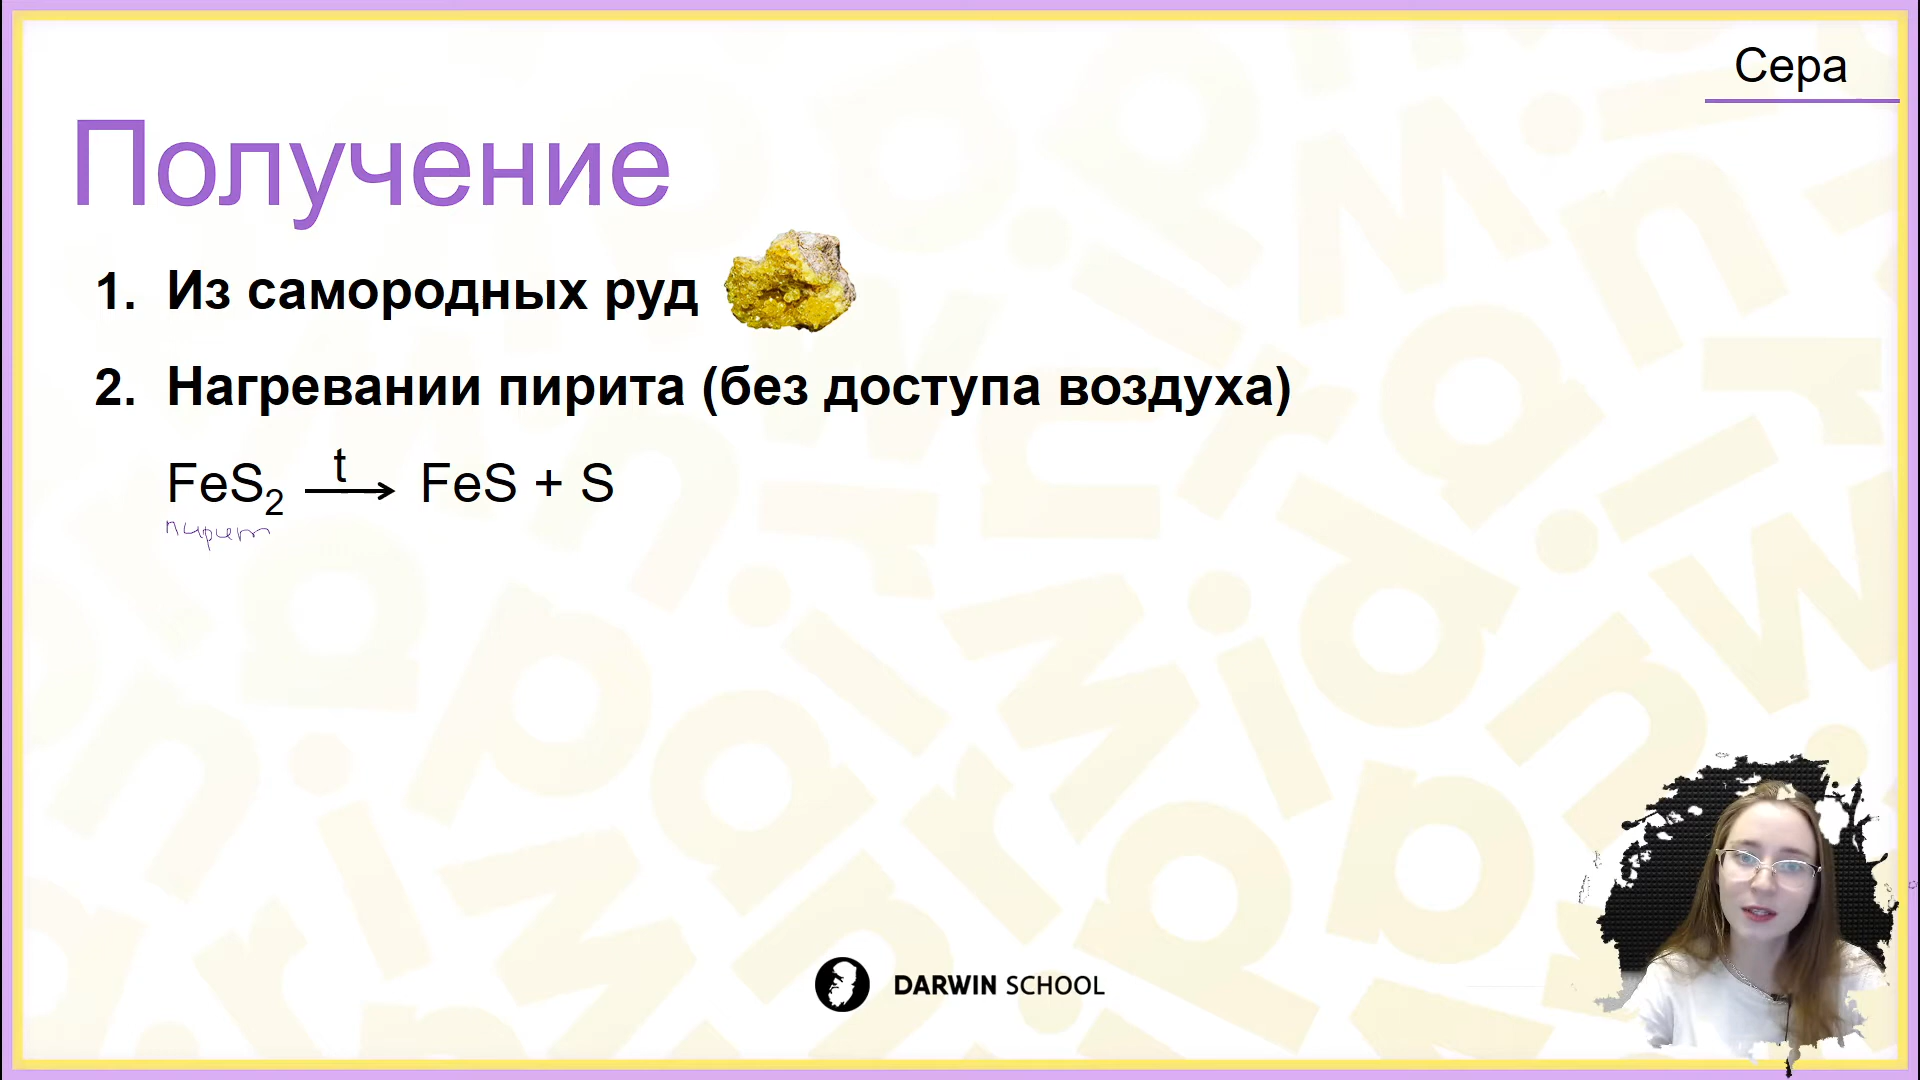 Сера
Получение
1. Из самородных руд
2. Нагревании пирита (без доступа воздуха)
t
FeS₂ → FeS + S
пирит
DARWIN SCHOOL